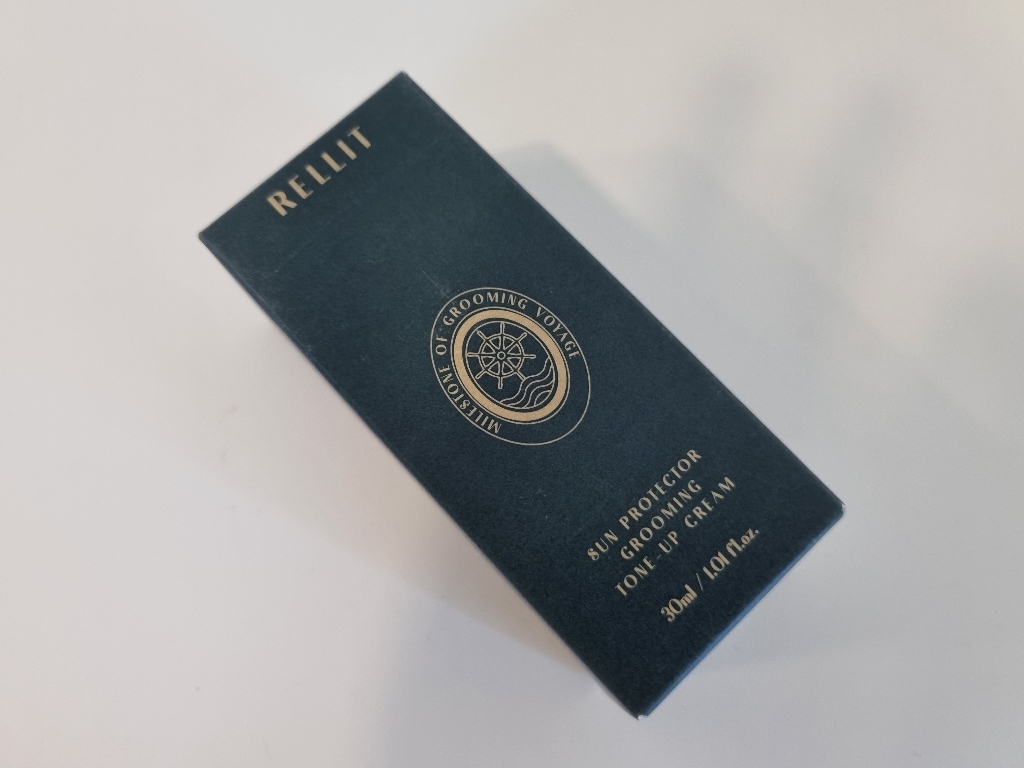 RELLIT
MILESTONE OF GROOMING VOYAGE
SUN PROTECTOR
GROOMING
TONE-UP CREAM
30ml / 1.01 fl.oz.